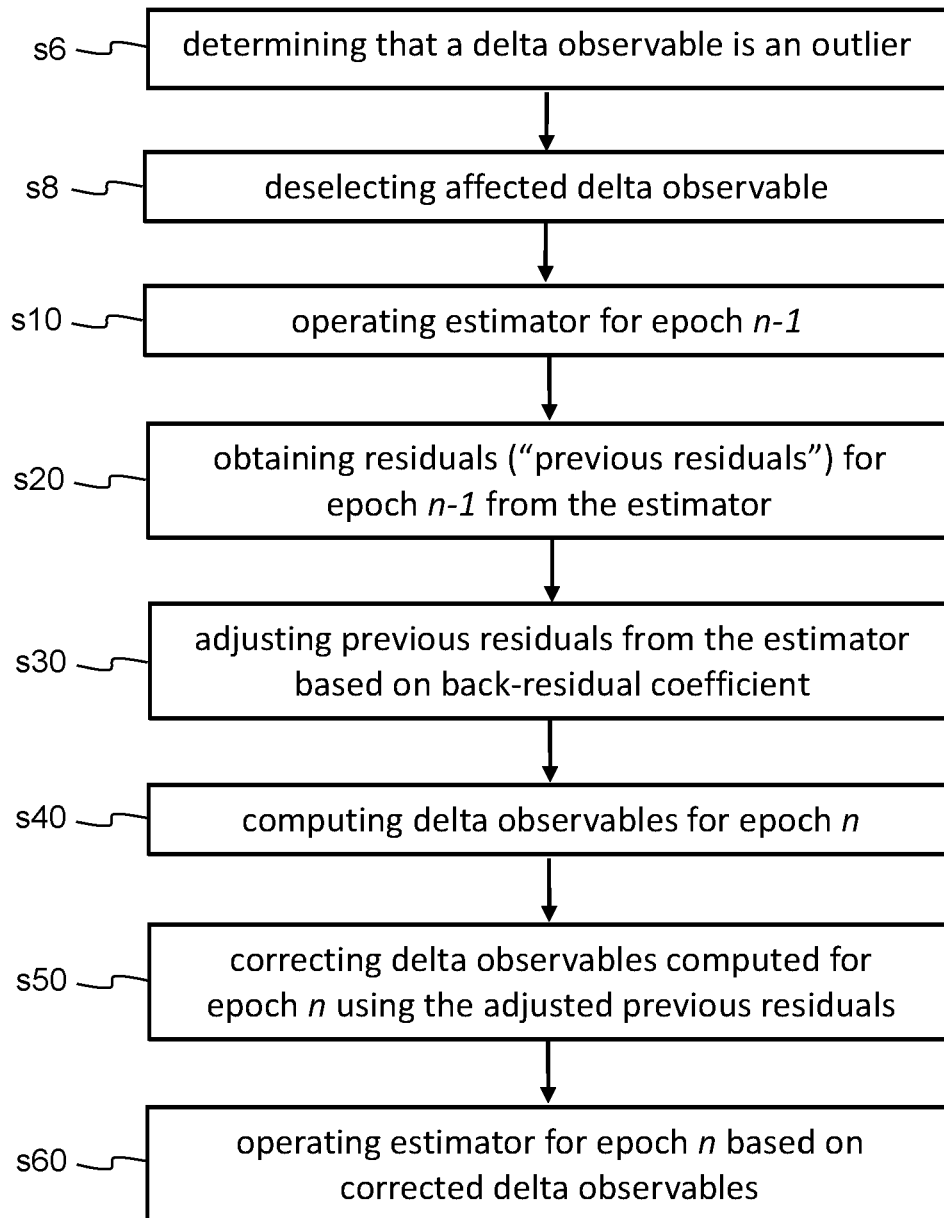 s6 determining that a delta observable is an outlier
s8 deselecting affected delta observable
s10 operating estimator for epoch n-1
s20 obtaining residuals (“previous residuals”) for
epoch n-1 from the estimator
s30 adjusting previous residuals from the estimator
based on back-residual coefficient
s40 computing delta observables for epoch n
s50 correcting delta observables computed for
epoch n using the adjusted previous residuals
s60 operating estimator for epoch n based on
corrected delta observables